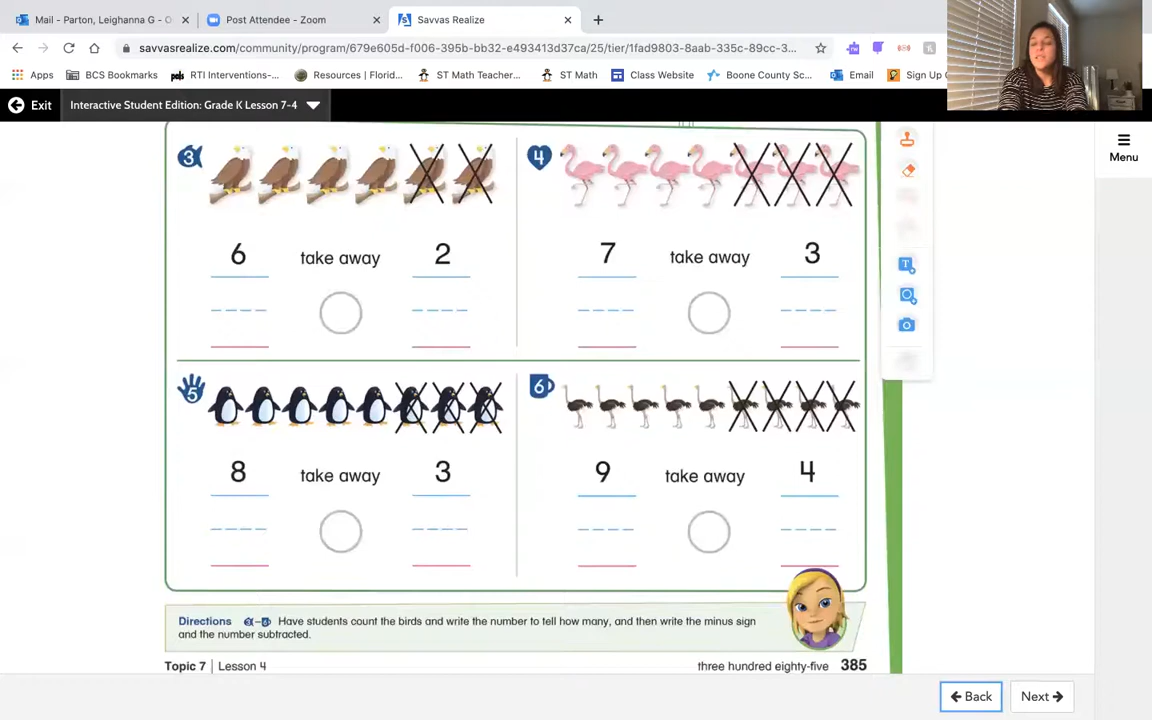 Mail - Parton, Leighanna G - O
Post Attendee - Zoom
Savvas Realize
savvasrealize.com/community/program/679e605d-f006-395b-bb32-e493413d37ca/25/tier/1fad9803-8aab-335c-89cc-3...
Apps
BCS Bookmarks
pals RTI Interventions-...
Resources | Florid...
ST Math Teacher...
ST Math
Class Website
Boone County Sc...
Email
Sign Up
Exit
Interactive Student Edition: Grade K Lesson 7-4
Menu
3
4
6 take away 2
7 take away 3
5
6
8 take away 3
9 take away 4
Directions 3–6 Have students count the birds and write the number to tell how many, and then write the minus sign
and the number subtracted.
Topic 7 | Lesson 4
three hundred eighty-five 385
Back
Next